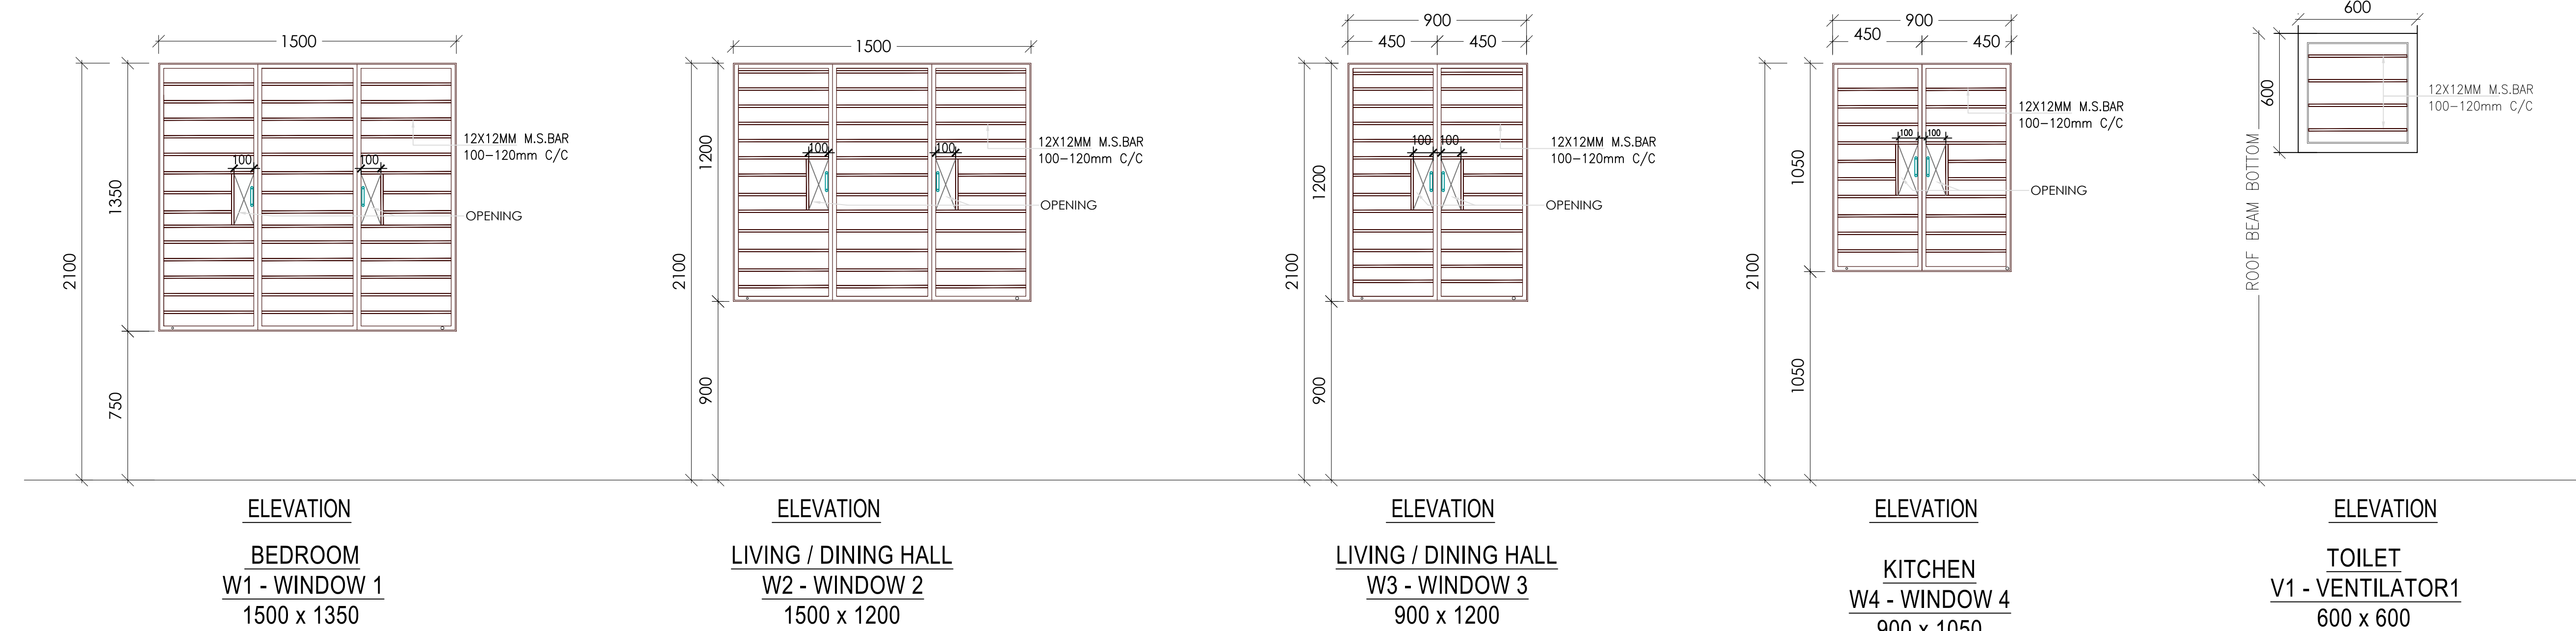 1500
2100
1350
750
100
100
12X12MM M.S.BAR
100-120mm C/C
OPENING
ELEVATION
BEDROOM
W1 - WINDOW 1
1500 x 1350
1500
1200
2100
900
100
100
12X12MM M.S.BAR
100-120mm C/C
OPENING
ELEVATION
LIVING / DINING HALL
W2 - WINDOW 2
1500 x 1200
900
450
450
1200
2100
900
100
100
12X12MM M.S.BAR
100-120mm C/C
OPENING
ELEVATION
LIVING / DINING HALL
W3 - WINDOW 3
900 x 1200
900
450
450
1050
2100
1050
100
100
12X12MM M.S.BAR
100-120mm C/C
OPENING
ELEVATION
KITCHEN
W4 - WINDOW 4
900 x 1050
600
600
12X12MM M.S.BAR
100-120mm C/C
ROOF BEAM BOTTOM
ELEVATION
TOILET
V1 - VENTILATOR1
600 x 600